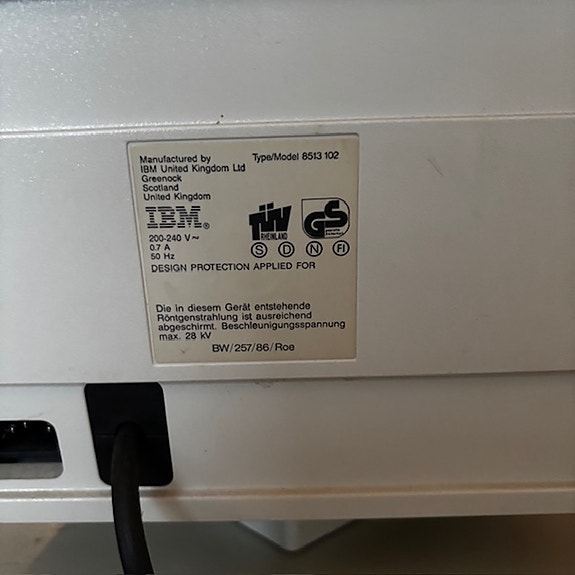 Manufactured by Type/Model 8513 102
IBM United Kingdom Ltd
Greenock
Scotland
United Kingdom
IBM®
TÜV
RHEINLAND
GS
200-240 V ~
0.7 A
50 Hz
S D N FI
DESIGN PROTECTION APPLIED FOR
Die in diesem Gerät entstehende
Röntgenstrahlung ist ausreichend
abgeschirmt. Beschleunigungsspannung
max. 28 kV
BW/257/86/Roe